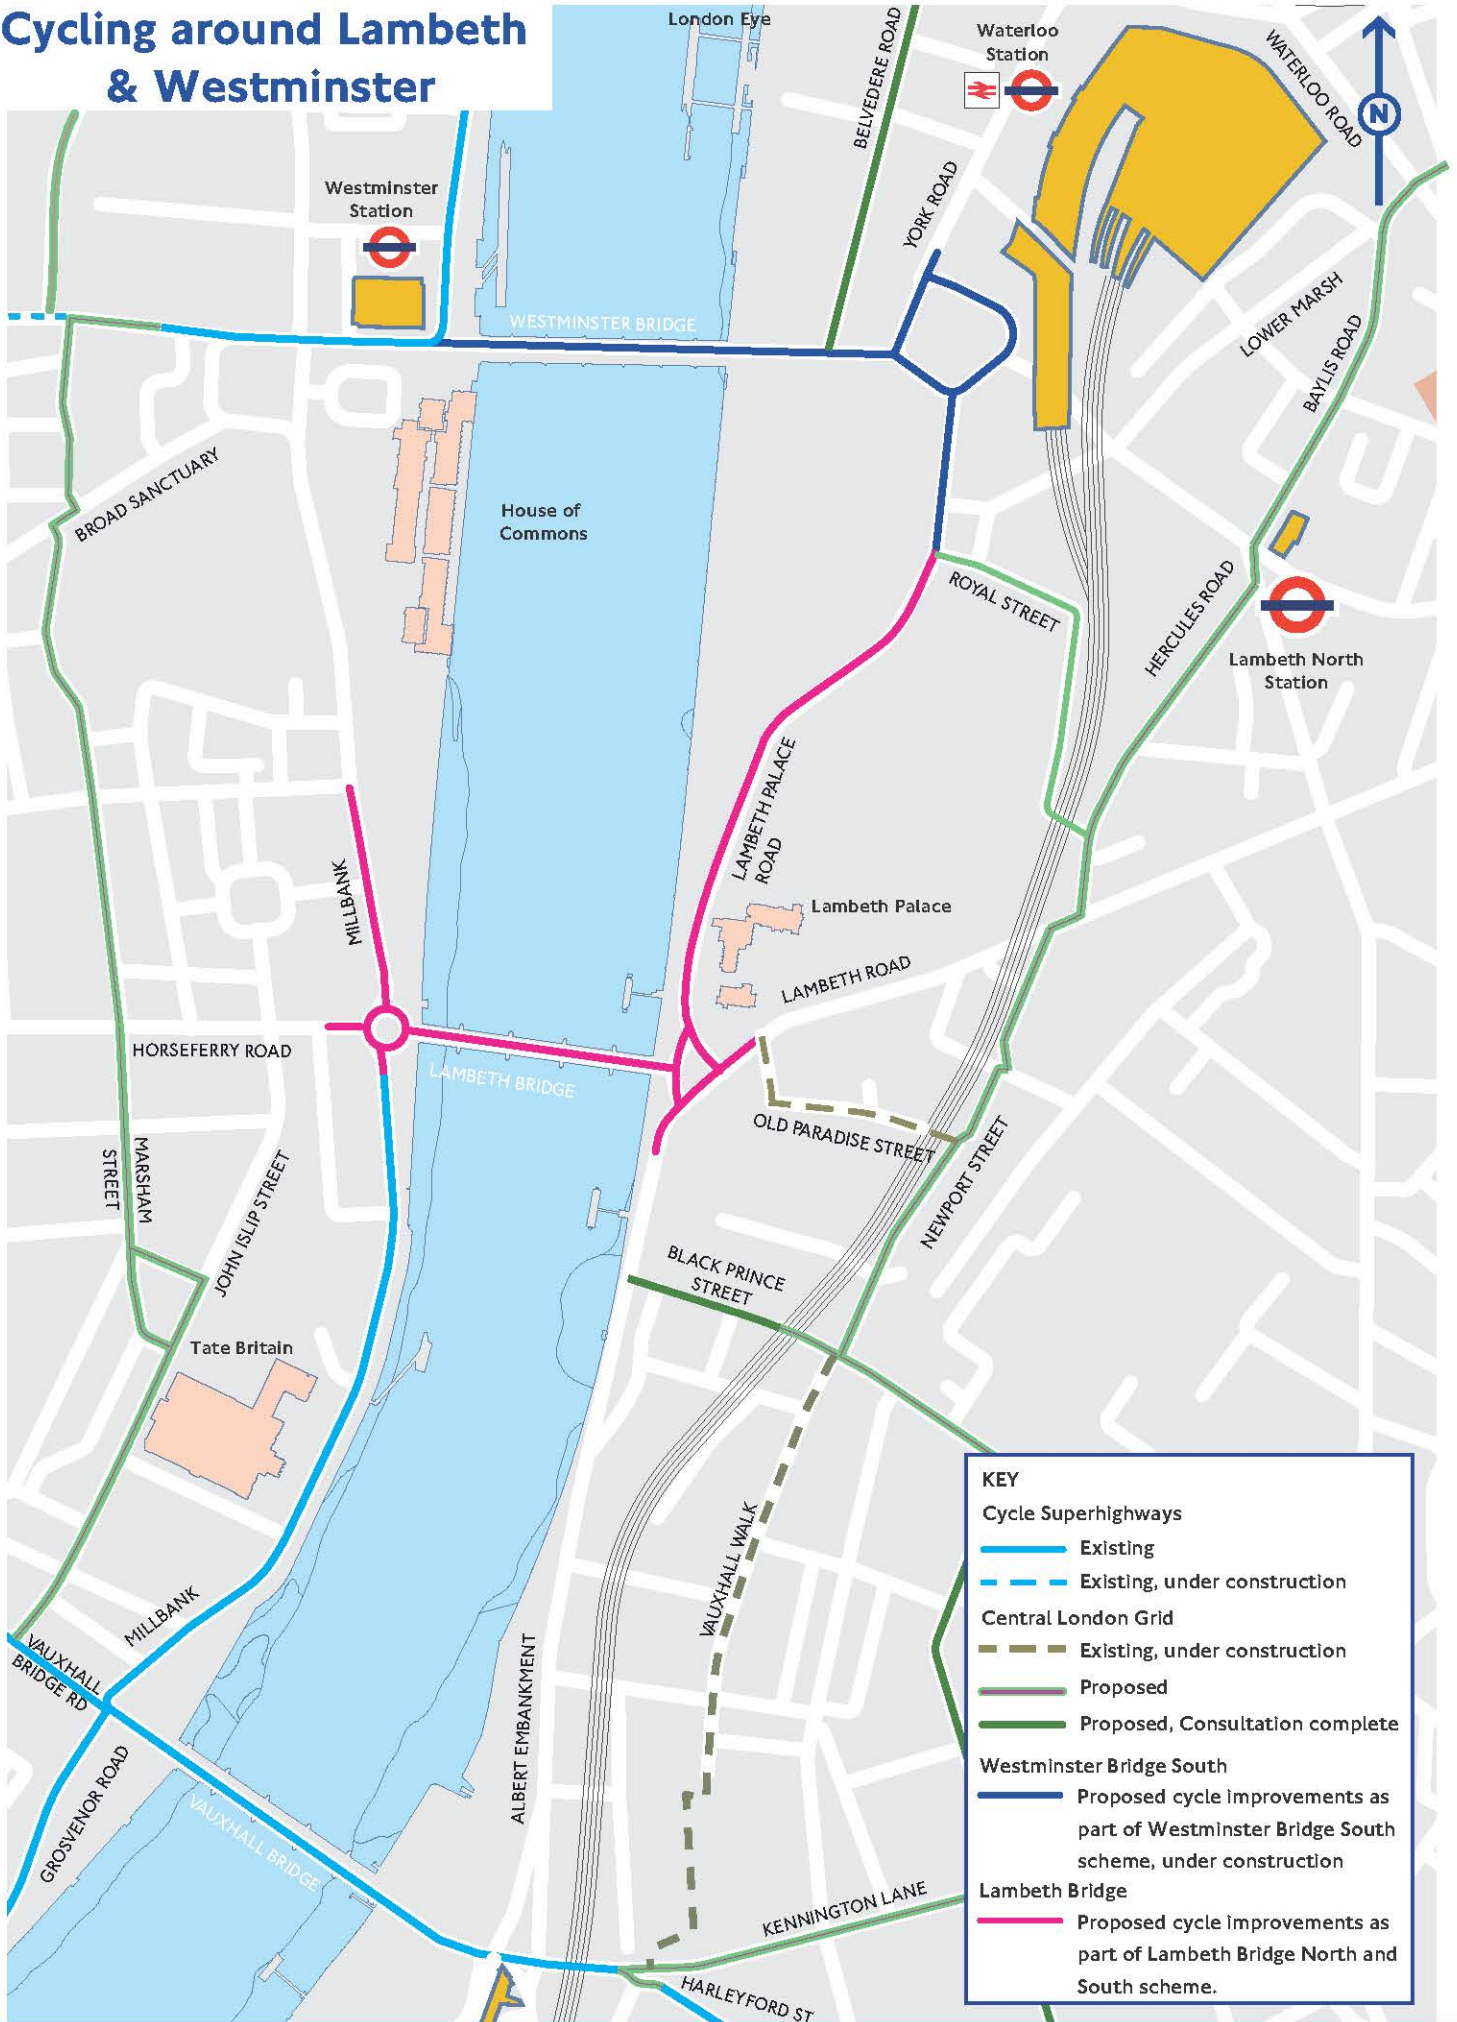 Cycling around Lambeth
& Westminster
London Eye
BELVEDERE ROAD
Waterloo
Station
WATERLOO ROAD
N
Westminster
Station
YORK ROAD
WESTMINSTER BRIDGE
LOWER MARSH
BAYLIS ROAD
BROAD SANCTUARY
House of
Commons
ROYAL STREET
HERCULES ROAD
Lambeth North
Station
LAMBETH PALACE
ROAD
MILLBANK
Lambeth Palace
LAMBETH ROAD
HORSEFERRY ROAD
LAMBETH BRIDGE
OLD PARADISE STREET
NEWPORT STREET
MARSHAM
STREET
JOHN ISLIP STREET
BLACK PRINCE
STREET
Tate Britain
VAUXHALL WALK
MILLBANK
VAUXHALL
BRIDGE RD
ALBERT EMBANKMENT
GROSVENOR ROAD
VAUXHALL BRIDGE
KENNINGTON LANE
HARLEYFORD ST
KEY
Cycle Superhighways
Existing
Existing, under construction
Central London Grid
Existing, under construction
Proposed
Proposed, Consultation complete
Westminster Bridge South
Proposed cycle improvements as
part of Westminster Bridge South
scheme, under construction
Lambeth Bridge
Proposed cycle improvements as
part of Lambeth Bridge North and
South scheme.